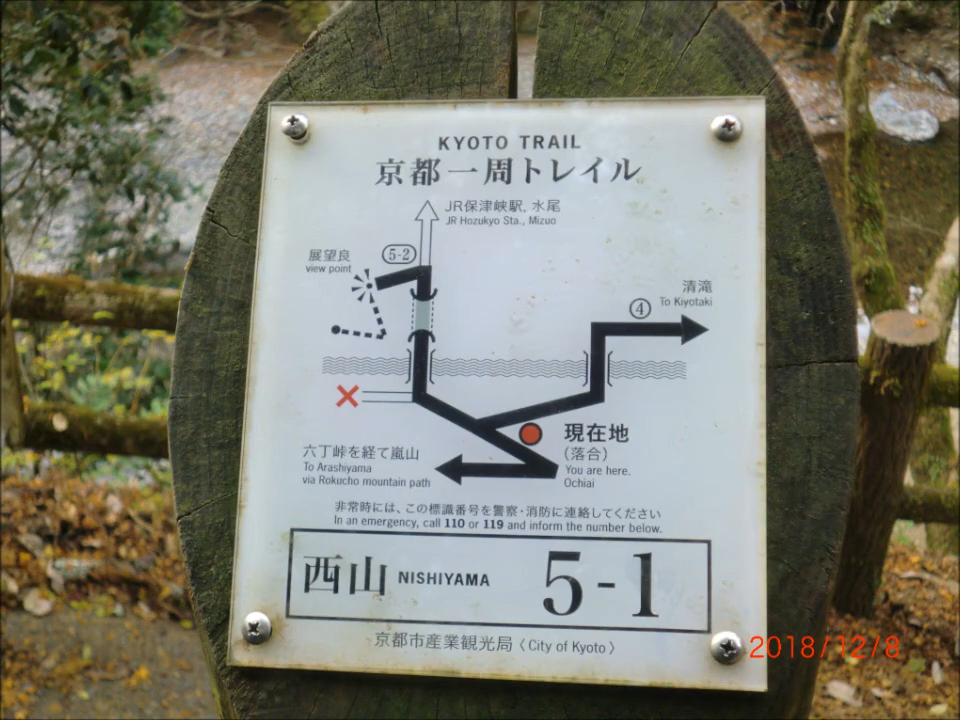 KYOTO TRAIL
京都一周トレイル
JR保津峡駅, 水尾
JR Hozukyo Sta., Mizuo
5-2
展望良
view point
清滝
To Kiyotaki
4
現在地
(落合)
You are here.
Ochiai
六丁峠を経て嵐山
To Arashiyama
via Rokucho mountain path
非常時には、この標識番号を警察・消防に連絡してください
In an emergency, call 110 or 119 and inform the number below.
西山 NISHIYAMA 5-1
京都市産業観光局〈City of Kyoto〉
2018/12/8